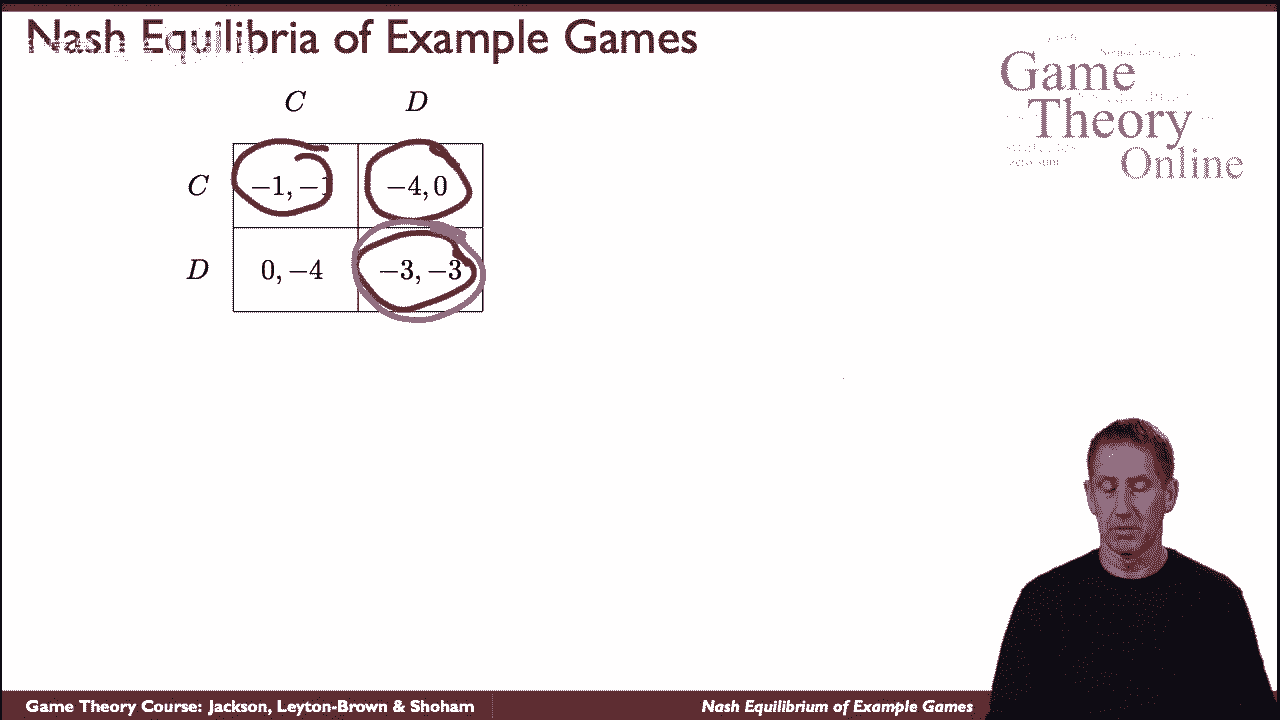 Nash Equilibria of Example Games
Game
Theory
Online
C D
C −1, −1 −4, 0
D 0, −4 −3, −3
Game Theory Course: Jackson, Leyton-Brown & Shoham
Nash Equilibrium of Example Games